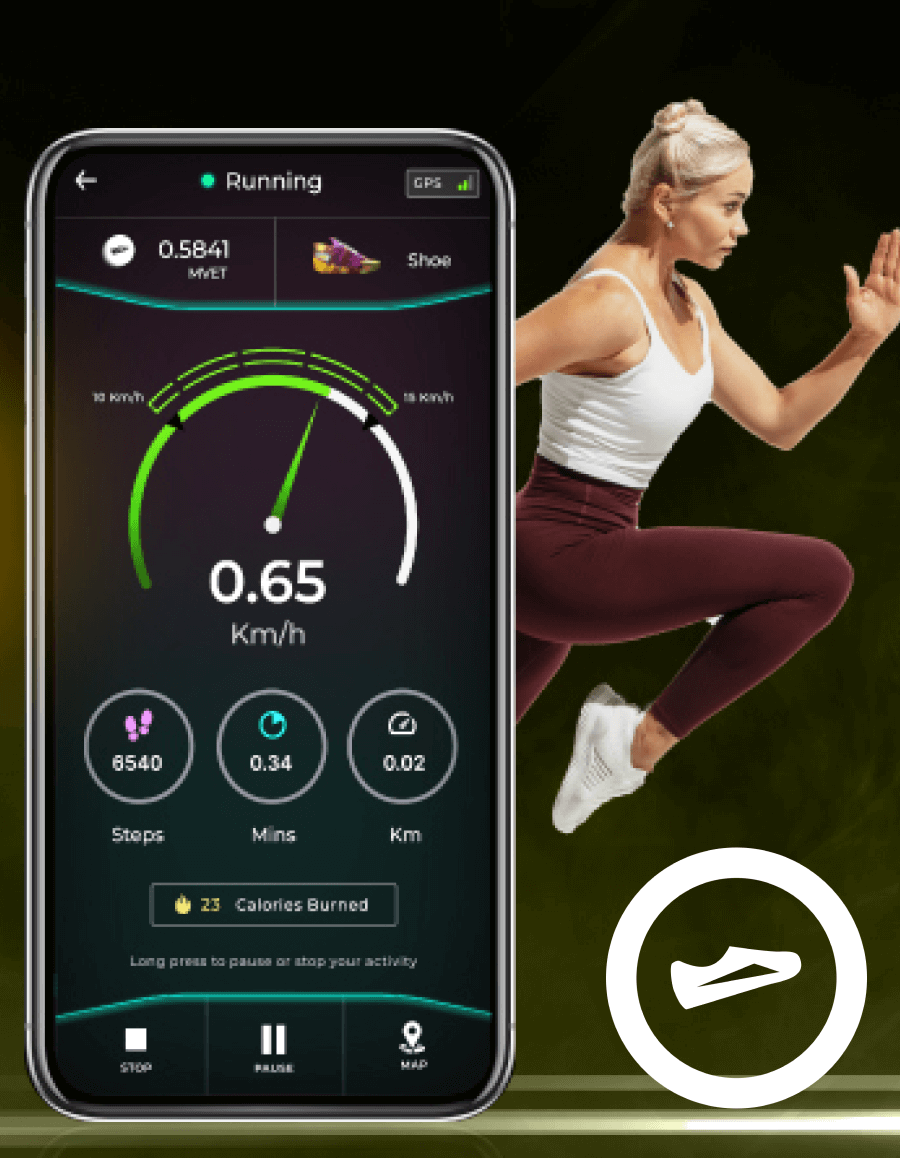 Running
GPS
0.5841
MVET
Shoe
10 Km/h
15 Km/h
0.65
Km/h
6540
0.34
0.02
Steps
Mins
Km
23 Calories Burned
Long press to pause or stop your activity
STOP
PAUSE
MAP